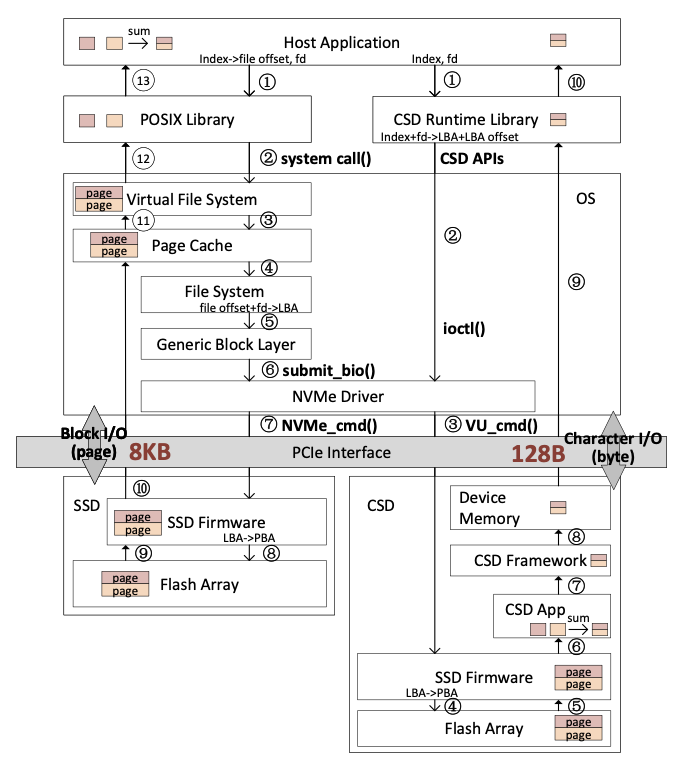 sum
Host Application
Index->file offset, fd
Index, fd
⑬
①
①
⑩
POSIX Library
CSD Runtime Library
Index+fd->LBA+LBA offset
⑫
② system call()
CSD APIs
page
page
Virtual File System
OS
⑪
③
page
page
Page Cache
②
④
⑨
File System
file offset+fd->LBA
⑤
ioctl()
Generic Block Layer
⑥ submit_bio()
NVMe Driver
⑦ NVMe_cmd()
③ VU_cmd()
Block I/O
(page)
8KB
PCIe Interface
128B
Character I/O
(byte)
⑩
SSD
CSD
page
page
SSD Firmware
LBA->PBA
Device
Memory
⑨
⑧
⑧
page
page
Flash Array
CSD Framework
⑦
CSD App
sum
⑥
SSD Firmware
LBA->PBA
page
page
④
⑤
Flash Array
page
page